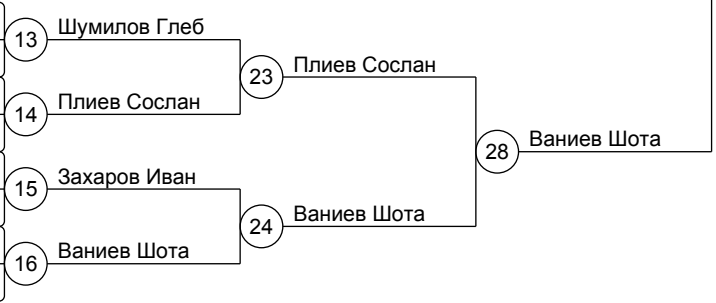 13 Шумилов Глеб
23 Плиев Сослан
14 Плиев Сослан
28 Ваниев Шота
15 Захаров Иван
24 Ваниев Шота
16 Ваниев Шота